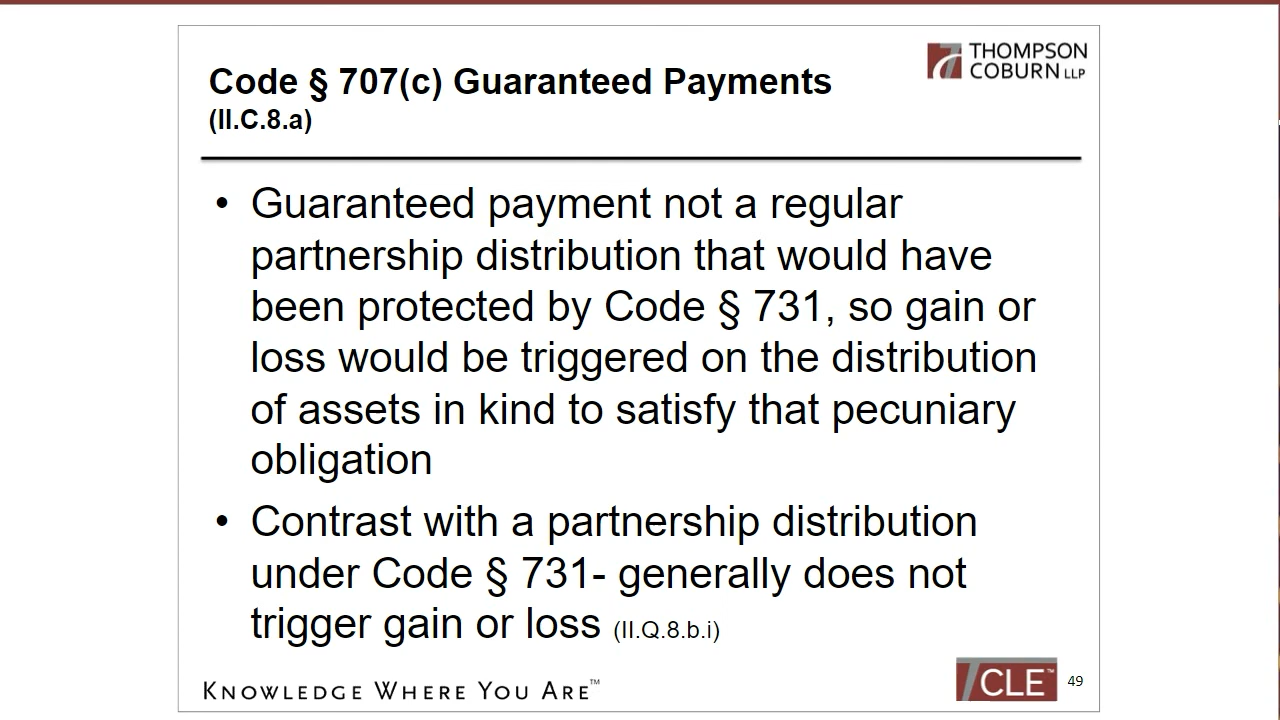 THOMPSON
COBURN LLP
Code § 707(c) Guaranteed Payments
(II.C.8.a)
• Guaranteed payment not a regular
partnership distribution that would have
been protected by Code § 731, so gain or
loss would be triggered on the distribution
of assets in kind to satisfy that pecuniary
obligation
• Contrast with a partnership distribution
under Code § 731- generally does not
trigger gain or loss (II.Q.8.b.i)
KNOWLEDGE WHERE YOU ARE™
CLE™ 49